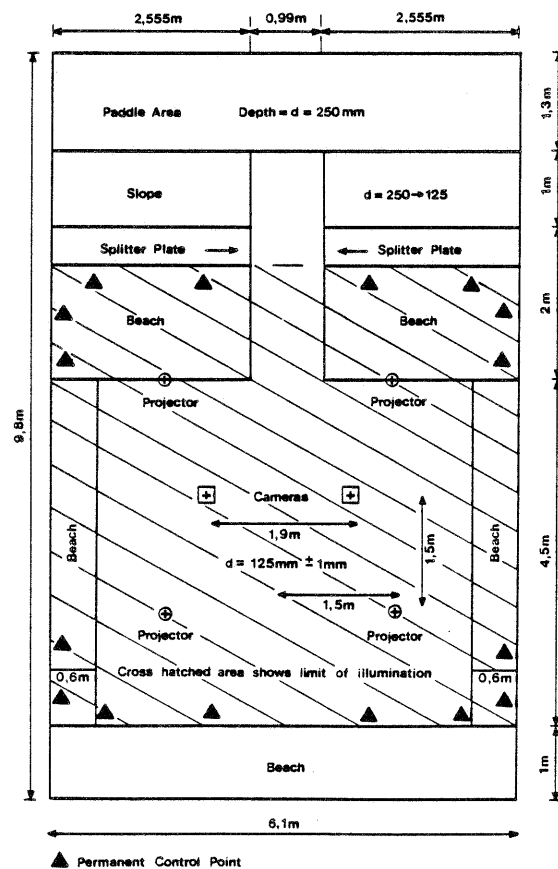 2,555m 0,99m 2,555m
Paddle Area Depth = d = 250mm
1,3m
Slope d = 250→125
1m
Splitter Plate Splitter Plate
2m
Beach Beach
Projector Projector
9,8m
Cameras
1,9m
Beach
d = 125mm ± 1mm
1,5m
Beach
4,5m
1,5m
Projector Projector
Cross hatched area shows limit of illumination
0,6m 0,6m
Beach
1m
6,1m
Permanent Control Point